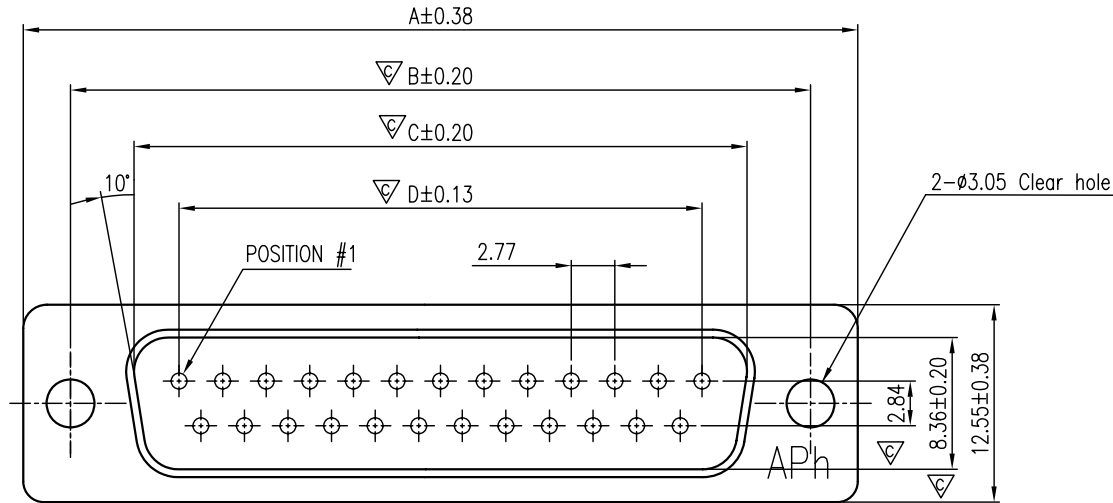 A±0.38
C B±0.20
C C±0.20
10°
C D±0.13
2-ø3.05 Clear hole
POSITION #1
2.77
2.84
8.36±0.20
12.55±0.38
APh
C
C